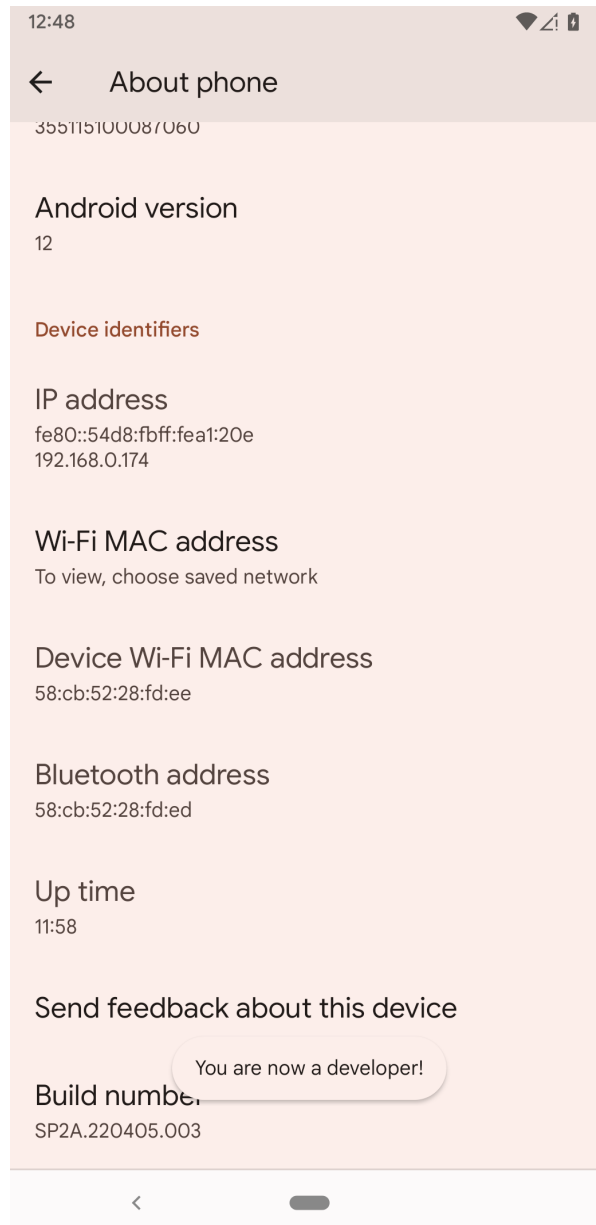 12:48
About phone
355115100087060
Android version
12
Device identifiers
IP address
fe80::54d8:fbff:fea1:20e
192.168.0.174
Wi-Fi MAC address
To view, choose saved network
Device Wi-Fi MAC address
58:cb:52:28:fd:ee
Bluetooth address
58:cb:52:28:fd:ed
Up time
11:58
Send feedback about this device
You are now a developer!
Build number
SP2A.220405.003